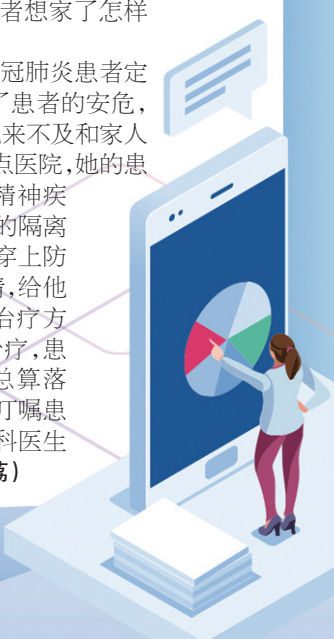 者想家了怎样
冠肺炎患者定
了患者的安危,
来不及和家人
点医院,她的患
精神疾
的隔离
穿上防
情,给他
治疗方
疗,患
总算落
叮嘱患
科医生